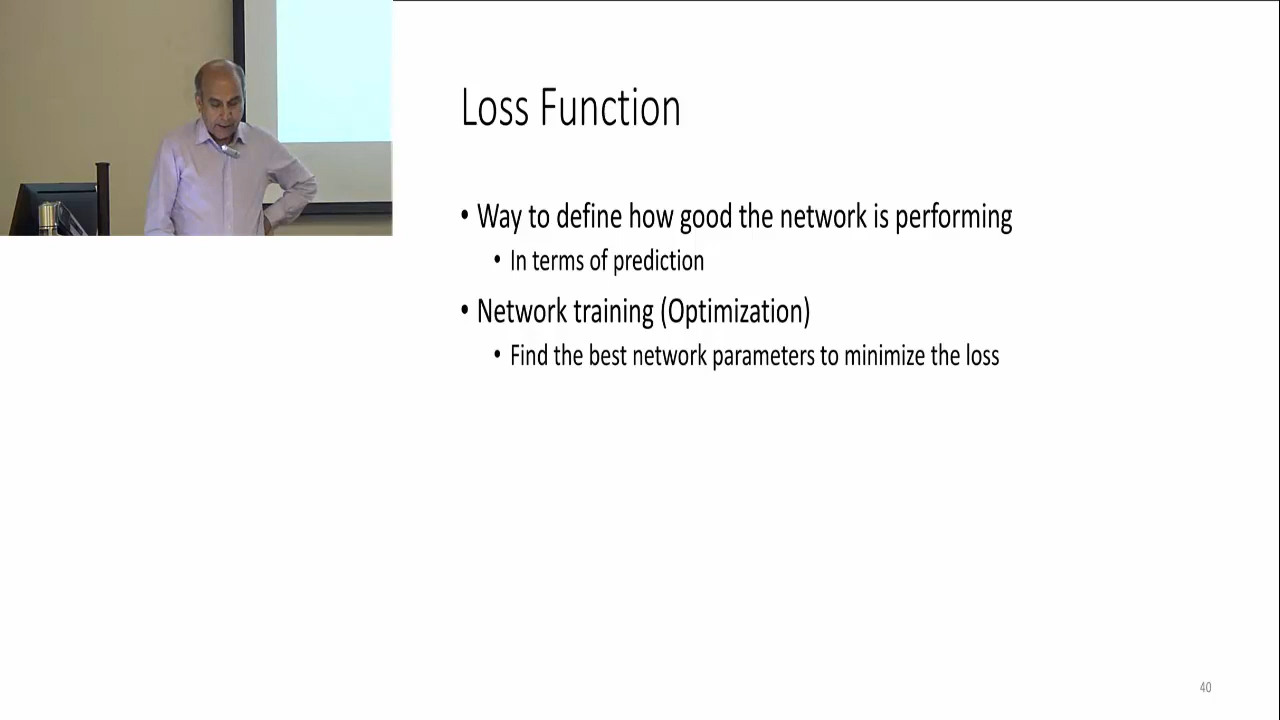 Loss Function
• Way to define how good the network is performing
• In terms of prediction
• Network training (Optimization)
• Find the best network parameters to minimize the loss
40